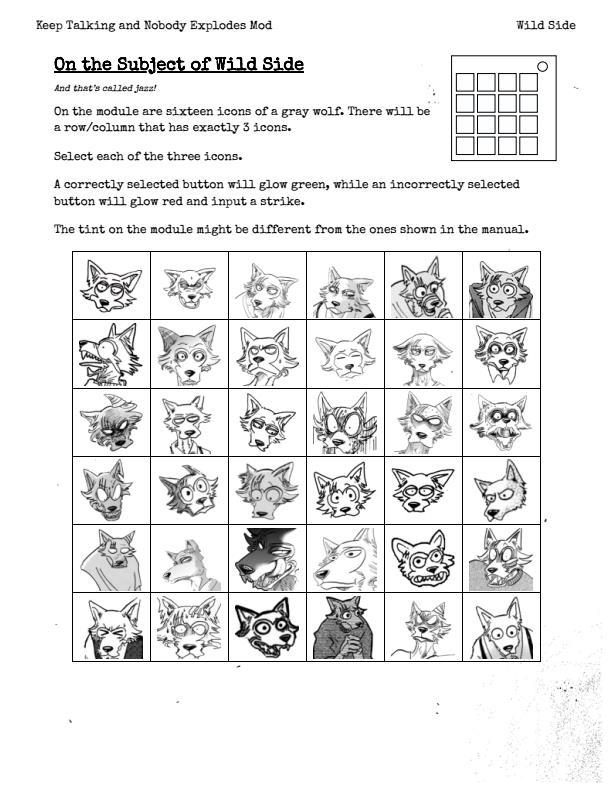 Keep Talking and Nobody Explodes Mod
Wild Side
On the Subject of Wild Side
And that's called jazz!
On the module are sixteen icons of a gray wolf. There will be
a row/column that has exactly 3 icons.
Select each of the three icons.
A correctly selected button will glow green, while an incorrectly selected
button will glow red and input a strike.
The tint on the module might be different from the ones shown in the manual.